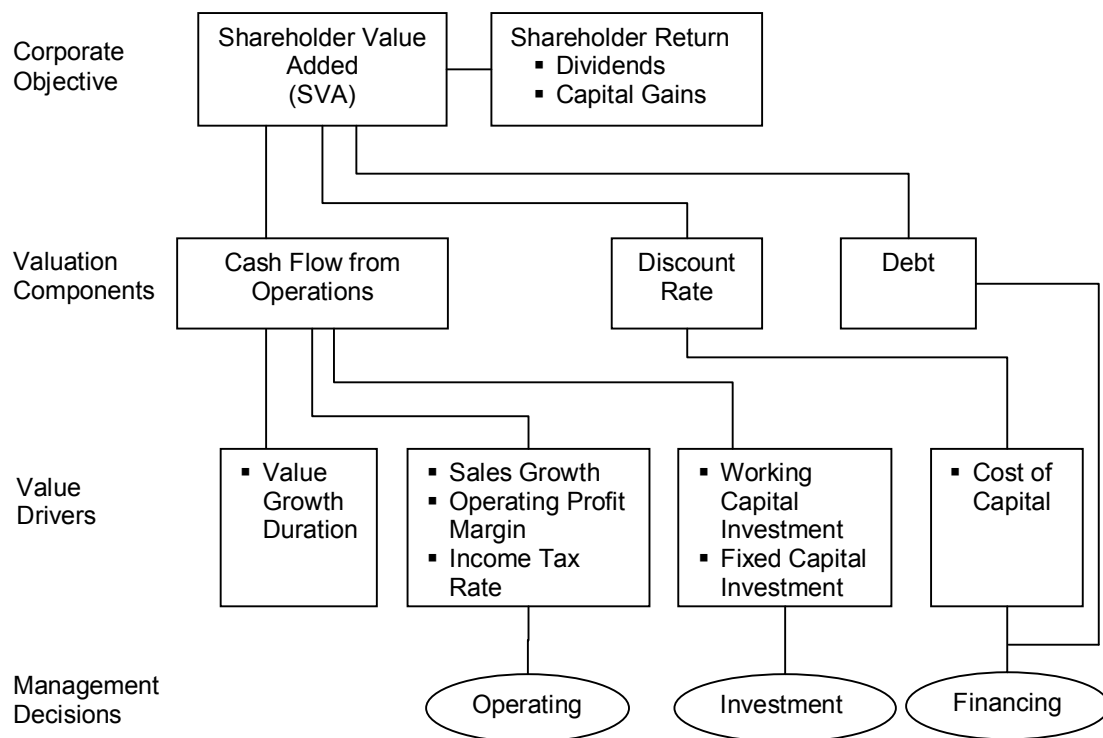 Corporate
Objective
Shareholder Value
Added
(SVA)
Shareholder Return
▪ Dividends
▪ Capital Gains
Valuation
Components
Cash Flow from
Operations
Discount
Rate
Debt
Value
Drivers
▪ Value
Growth
Duration
▪ Sales Growth
▪ Operating Profit
Margin
▪ Income Tax
Rate
▪ Working
Capital
Investment
▪ Fixed Capital
Investment
▪ Cost of
Capital
Management
Decisions
Operating
Investment
Financing